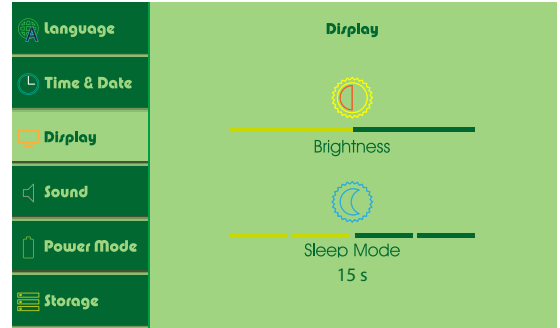 Language
Time & Date
Display
Sound
Power Mode
Storage
Display
Brightness
Sleep Mode
15 s